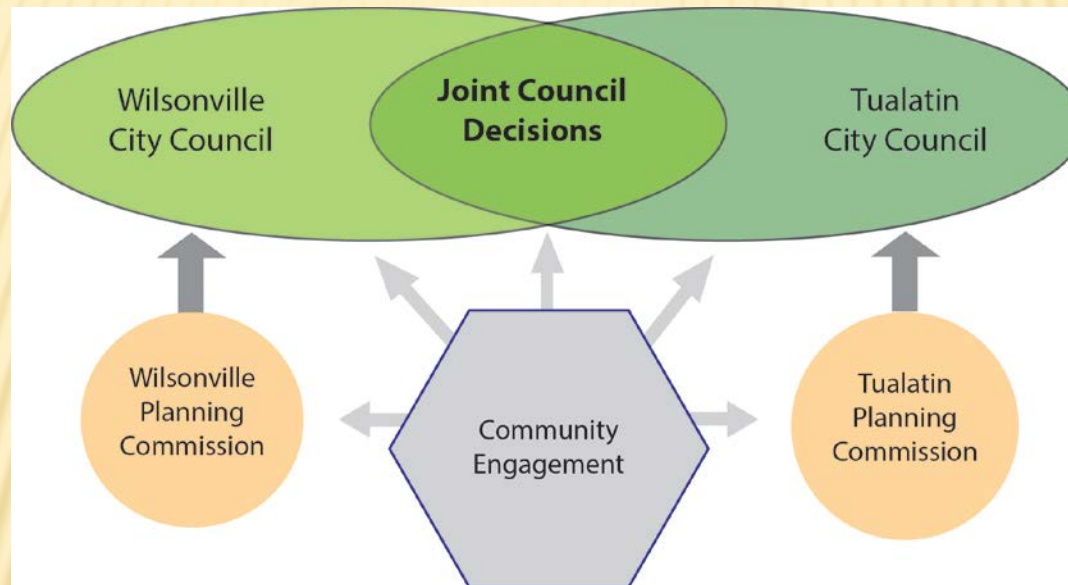 Wilsonville
City Council
Joint Council
Decisions
Tualatin
City Council
Wilsonville
Planning
Commission
Community
Engagement
Tualatin
Planning
Commission